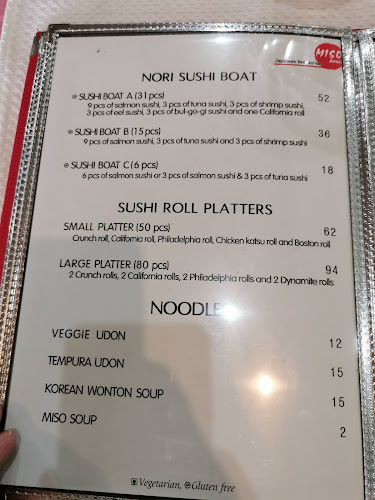 MISO
Japanese Res
NORI SUSHI BOAT
SUSHI BOAT A (31 pcs) 52
9 pcs of salmon sushi, 3 pcs of tuna sushi, 3 pcs of shrimp sushi,
3 pcs of eel sushi, 3 pcs of bul-go-gi sushi and one California roll
SUSHI BOAT B (15 pcs) 36
9 pcs of salmon sushi, 3 pcs of tuna sushi and 3 pcs of shrimp sushi
SUSHI BOAT C (6 pcs) 18
6 pcs of salmon sushi or 3 pcs of salmon sushi & 3 pcs of tuna sushi
SUSHI ROLL PLATTERS
SMALL PLATTER (50 pcs) 62
Crunch roll, California roll, Philadelphia roll, Chicken katsu roll and Boston roll
LARGE PLATTER (80 pcs) 94
2 Crunch rolls, 2 California rolls, 2 Philadelphia rolls and 2 Dynamite rolls
NOODLES
VEGGIE UDON 12
TEMPURA UDON 15
KOREAN WONTON SOUP 15
MISO SOUP 2
Vegetarian, Gluten free